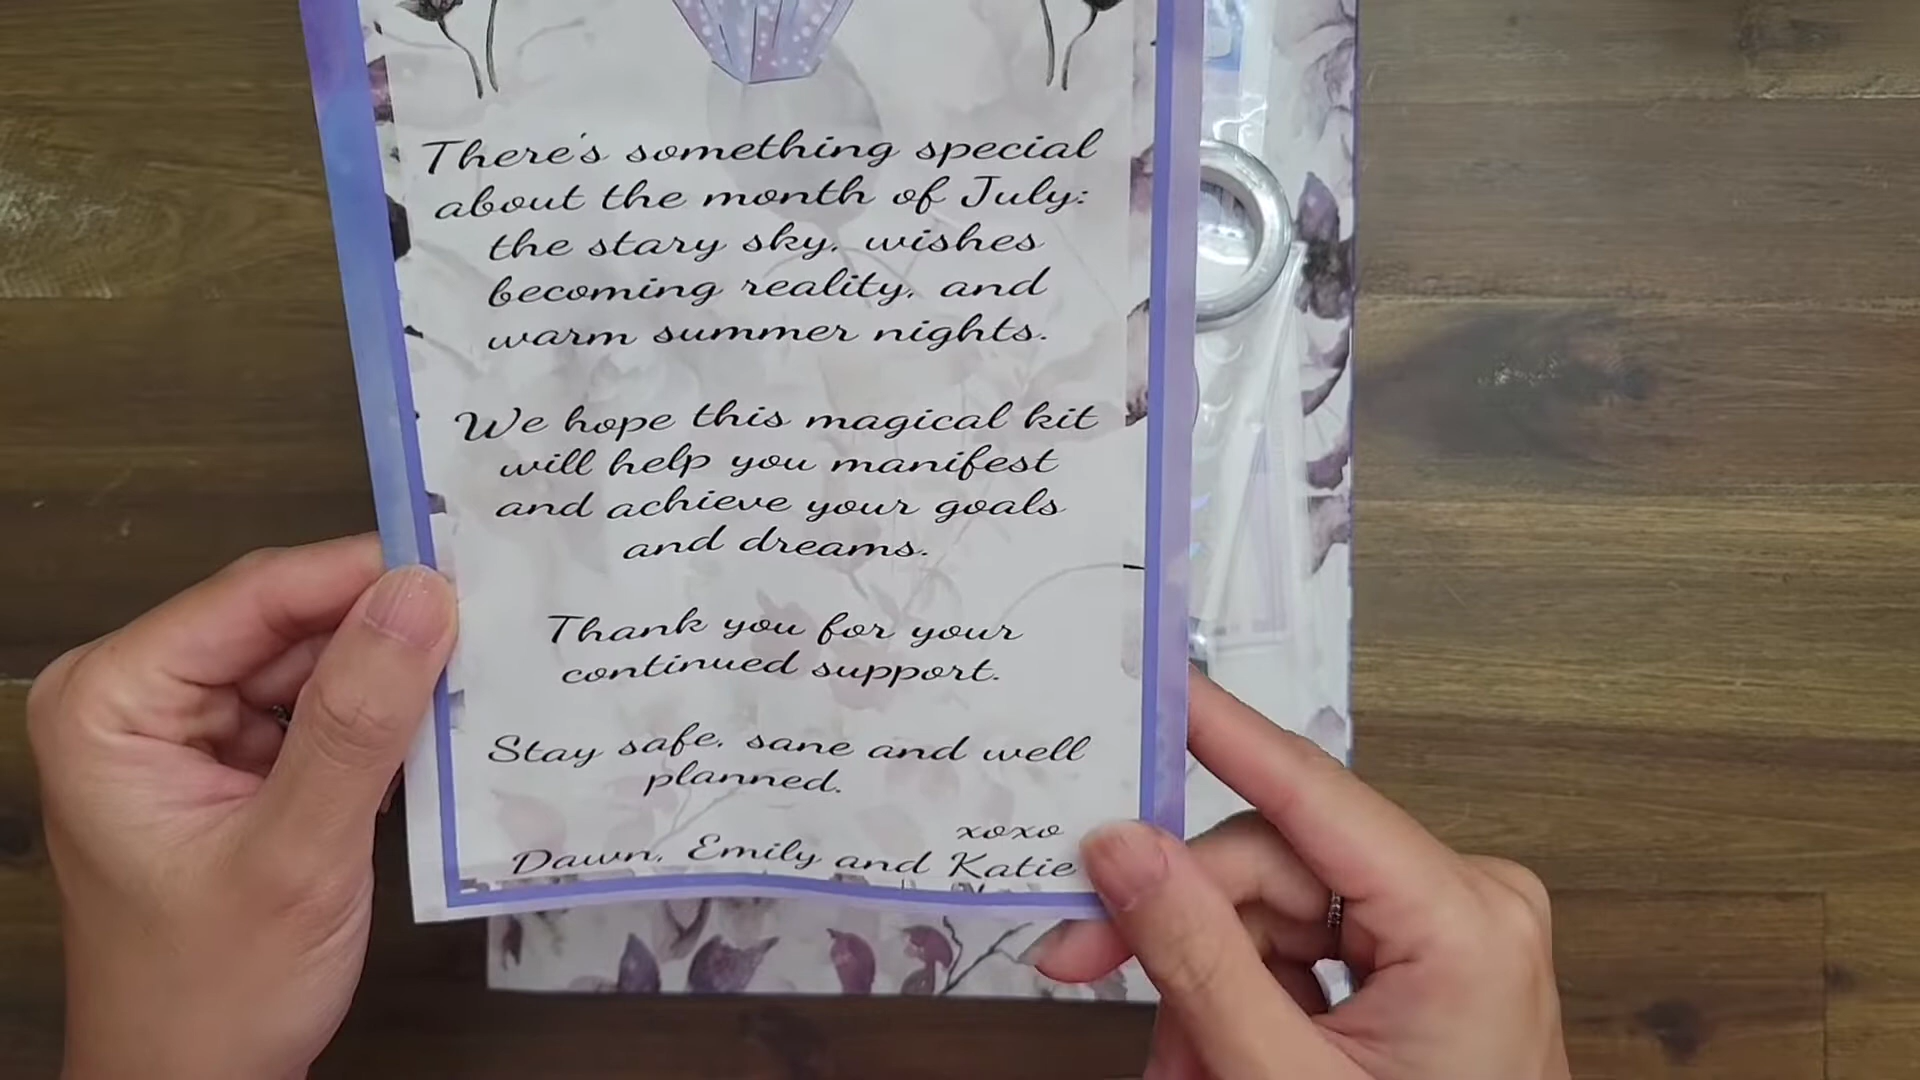 There's something special
about the month of July:
the stary sky, wishes
becoming reality, and
warm summer nights.
We hope this magical kit
will help you manifest
and achieve your goals
and dreams.
Thank you for your
continued support.
Stay safe, sane and well
planned.
xoxo
Dawn, Emily and Katie